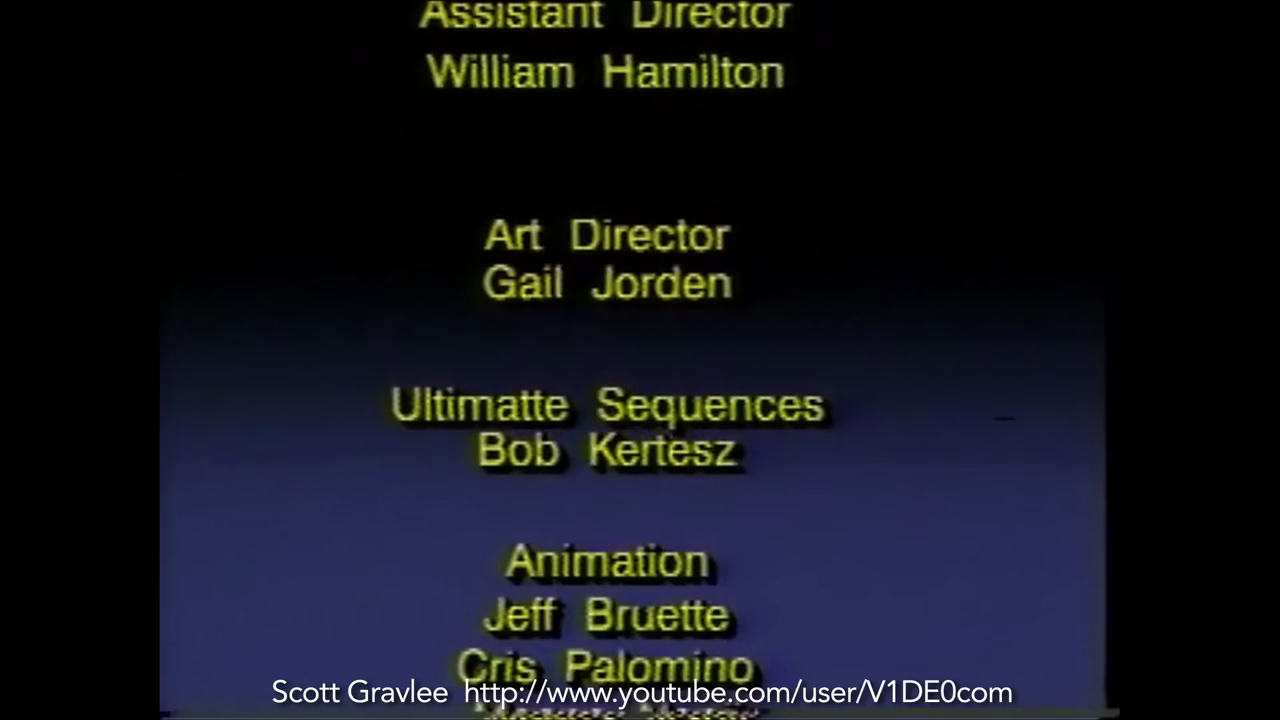 Assistant Director
William Hamilton
Art Director
Gail Jorden
Ultimatte Sequences
Bob Kertesz
Animation
Jeff Bruette
Cris Palomino
Scott Gravlee http://www.youtube.com/user/V1DE0com